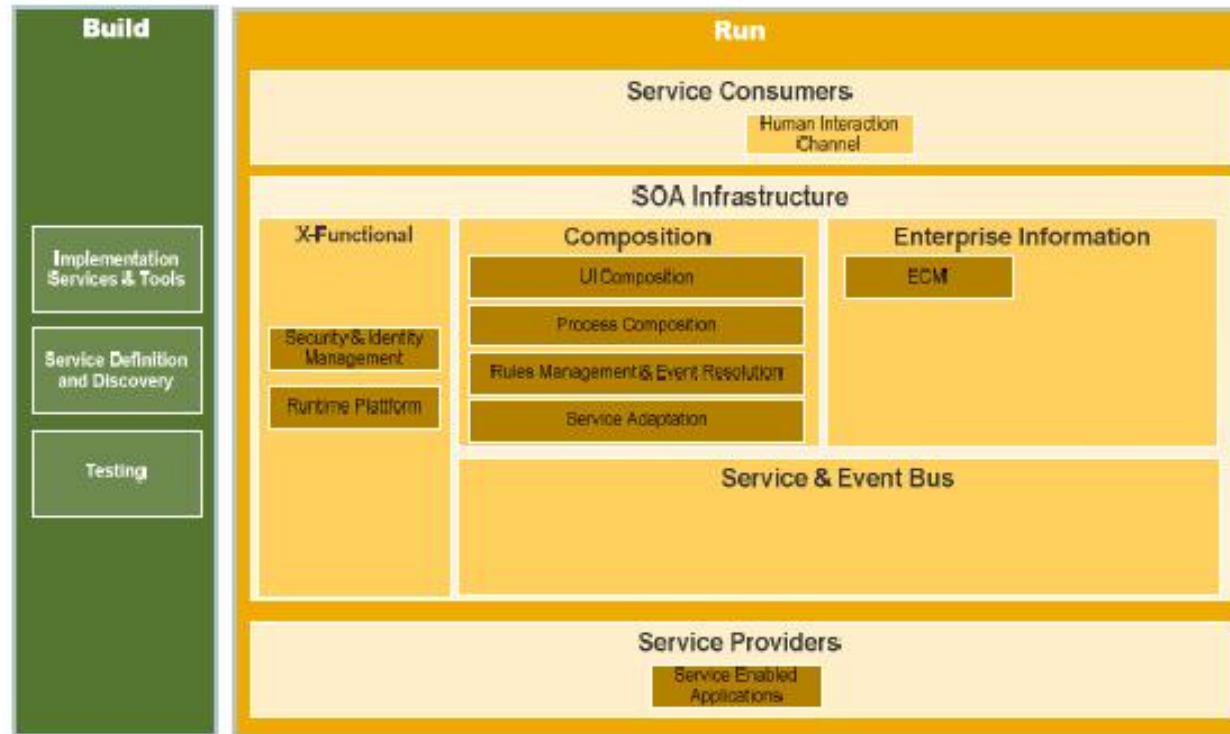 Build
Implementation
Services & Tools
Service Definition
and Discovery
Testing
Run
Service Consumers
Human Interaction
Channel
SOA Infrastructure
X-Functional
Security & Identity
Management
Runtime Plattform
Composition
UI Composition
Process Composition
Rules Management & Event Resolution
Service Adaptation
Enterprise Information
ECM
Service & Event Bus
Service Providers
Service Enabled
Applications